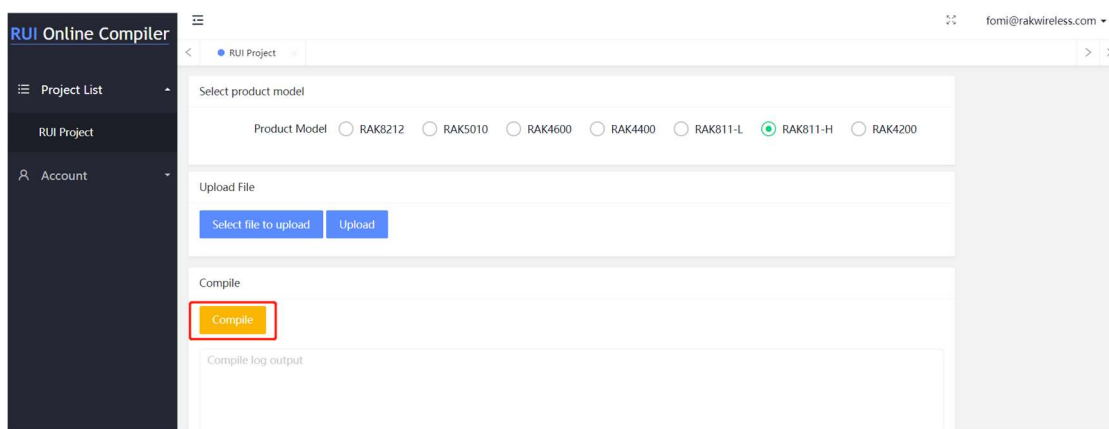 RUI Online Compiler
Project List
RUI Project
Account
fomi@rakwireless.com
RUI Project
Select product model
Product Model RAK8212 RAK5010 RAK4600 RAK4400 RAK811-L RAK811-H RAK4200
Upload File
Select file to upload Upload
Compile
Compile
Compile log output